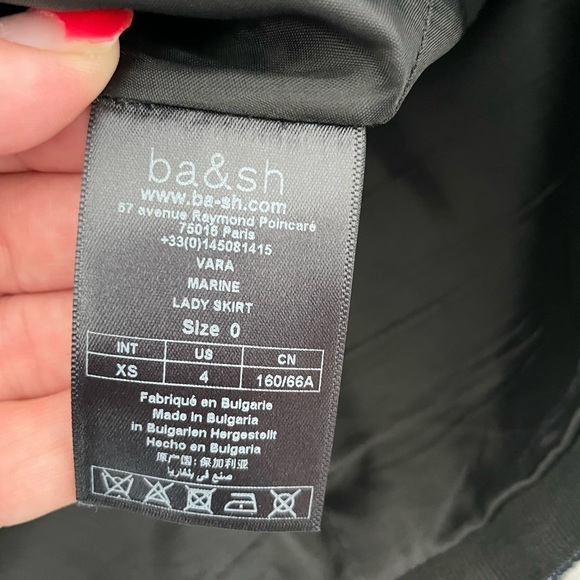 ba&sh
www.ba-sh.com
67 avenue Raymond Poincaré
75016 Paris
+33(0)145081415
VARA
MARINE
LADY SKIRT
Size 0
INT US CN
XS 4 160/66A
Fabriqué en Bulgarie
Made in Bulgaria
in Bulgarien Hergestellt
Hecho en Bulgaria
原产国: 保加利亚
صنع في بلغاريا